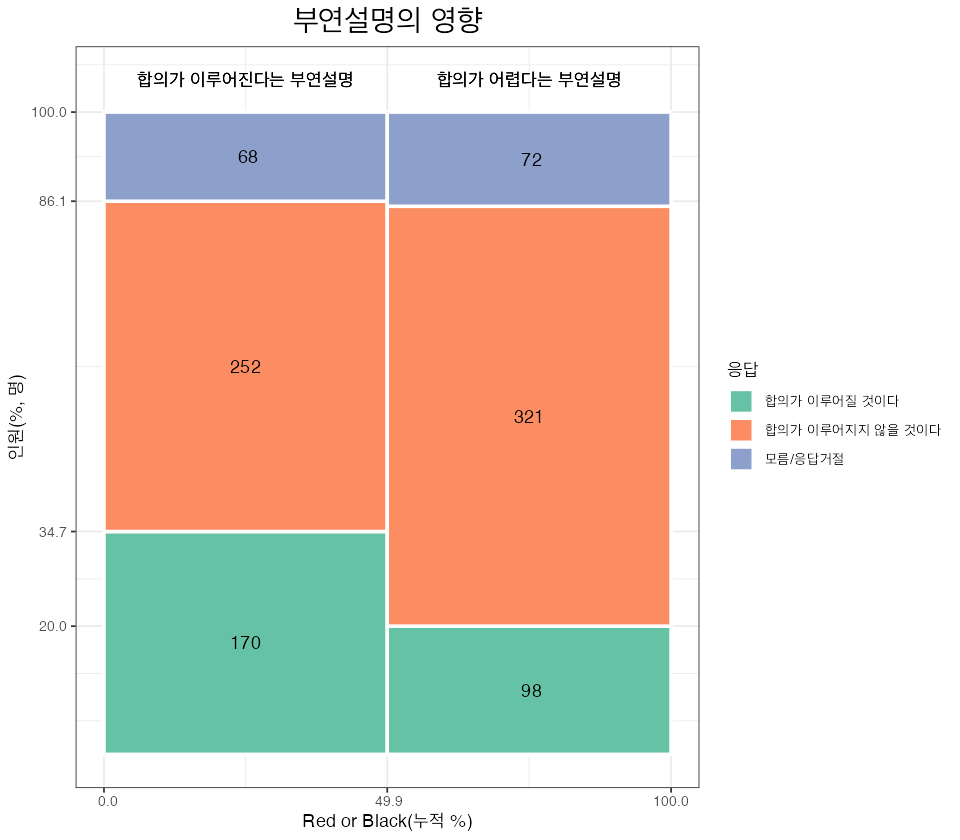 부연설명의 영향
합의가 이루어진다는 부연설명
합의가 어렵다는 부연설명
100.0
86.1
34.7
20.0
68
72
252
321
170
98
인원(%, 명)
0.0
49.9
100.0
Red or Black(누적 %)
응답
합의가 이루어질 것이다
합의가 이루어지지 않을 것이다
모름/응답거절